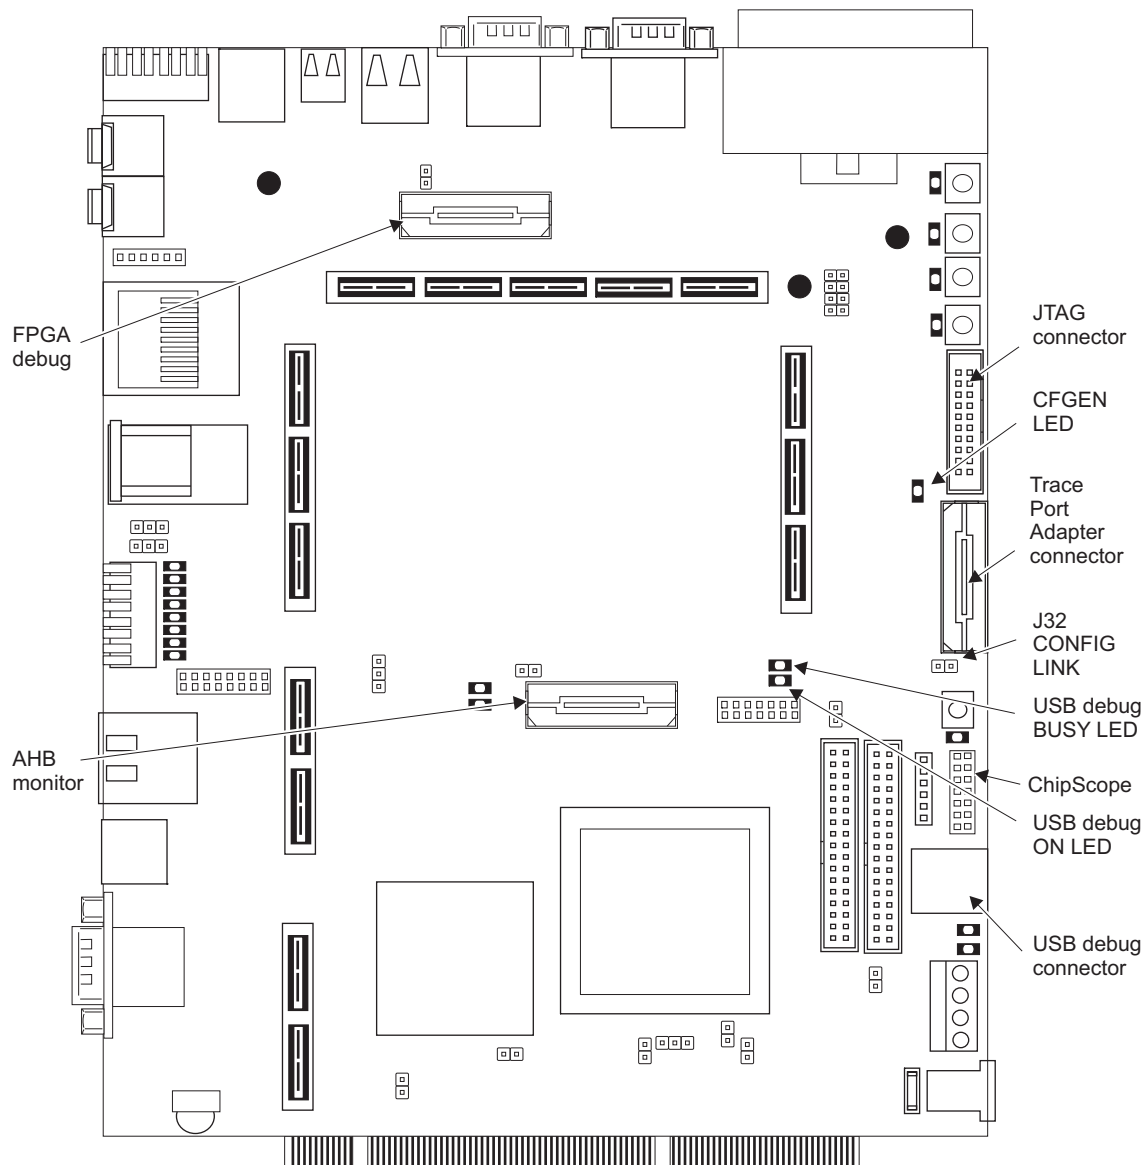 FPGA
debug
AHB
monitor
JTAG
connector
CFGEN
LED
Trace
Port
Adapter
connector
J32
CONFIG
LINK
USB debug
BUSY LED
ChipScope
USB debug
ON LED
USB debug
connector